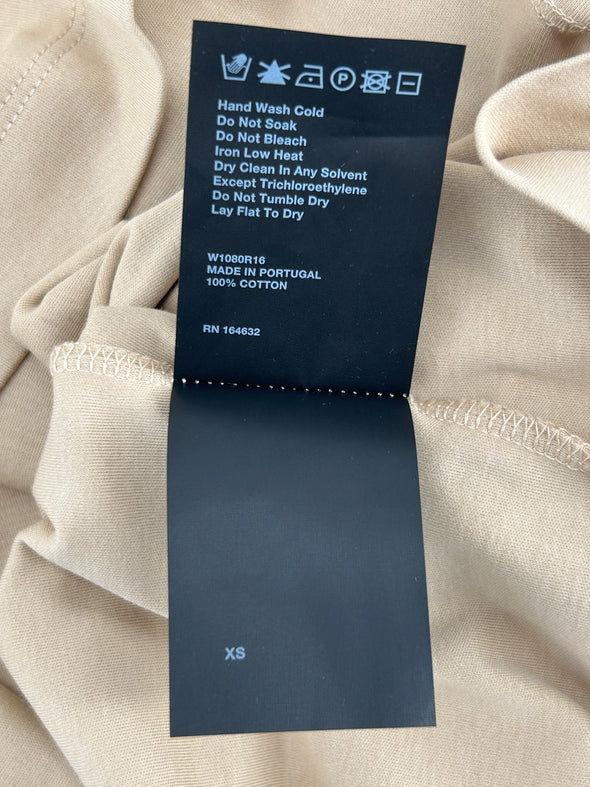 P
Hand Wash Cold
Do Not Soak
Do Not Bleach
Iron Low Heat
Dry Clean In Any Solvent
Except Trichloroethylene
Do Not Tumble Dry
Lay Flat To Dry
W1080R16
MADE IN PORTUGAL
100% COTTON
RN 164632
XS